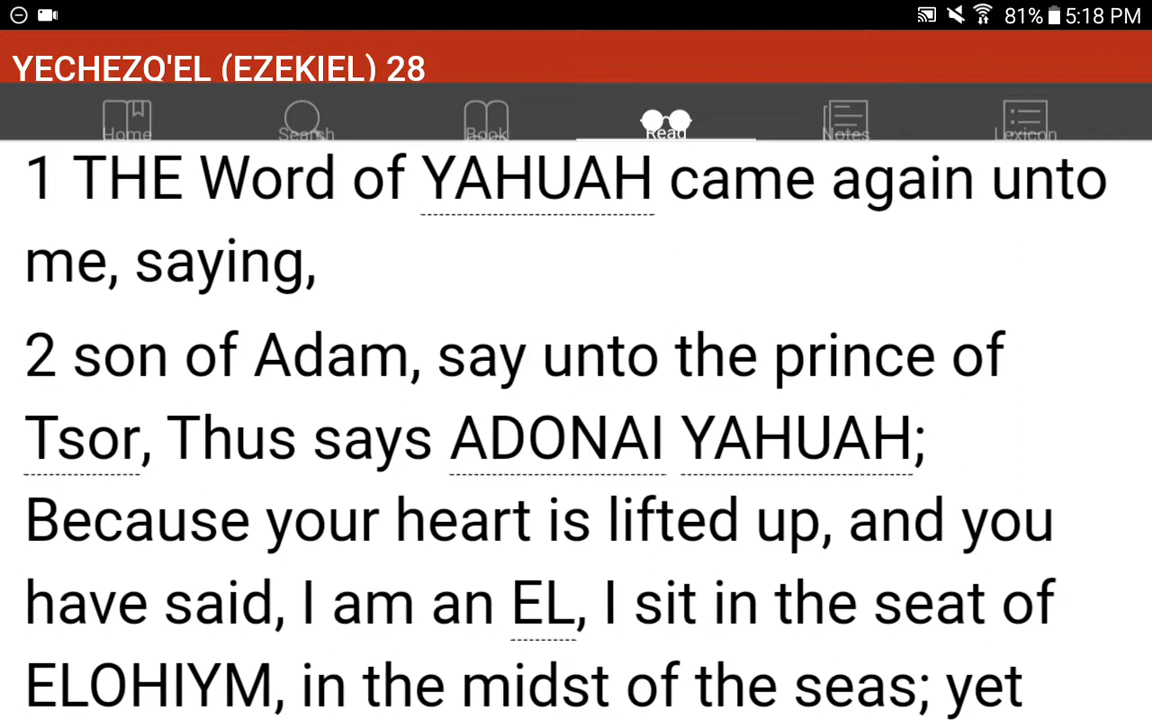 81% 5:18 PM
YECHEZQ'EL (EZEKIEL) 28
Home Search Book Read Notes Lexicon
1 THE Word of YAHUAH came again unto
me, saying,
2 son of Adam, say unto the prince of
Tsor, Thus says ADONAI YAHUAH;
Because your heart is lifted up, and you
have said, I am an EL, I sit in the seat of
ELOHIYM, in the midst of the seas; yet